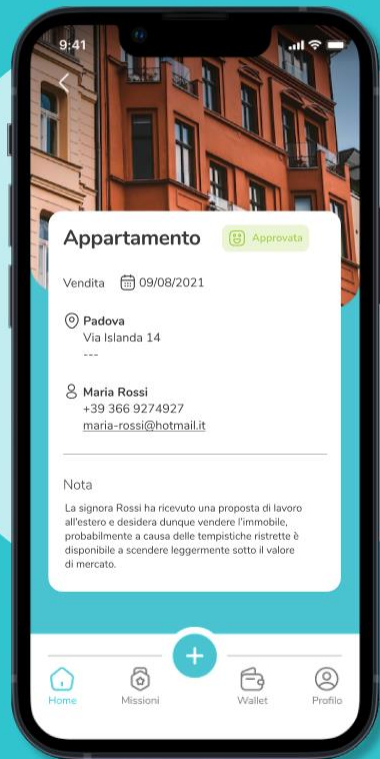 9:41
Appartamento
Approvata
Vendita 09/08/2021
Padova
Via Islanda 14
---
Maria Rossi
+39 366 9274927
maria-rossi@hotmail.it
Nota
La signora Rossi ha ricevuto una proposta di lavoro
all'estero e desidera dunque vendere l'immobile,
probabilmente a causa delle tempistiche ristrette è
disponibile a scendere leggermente sotto il valore
di mercato.
Home Missioni Wallet Profilo